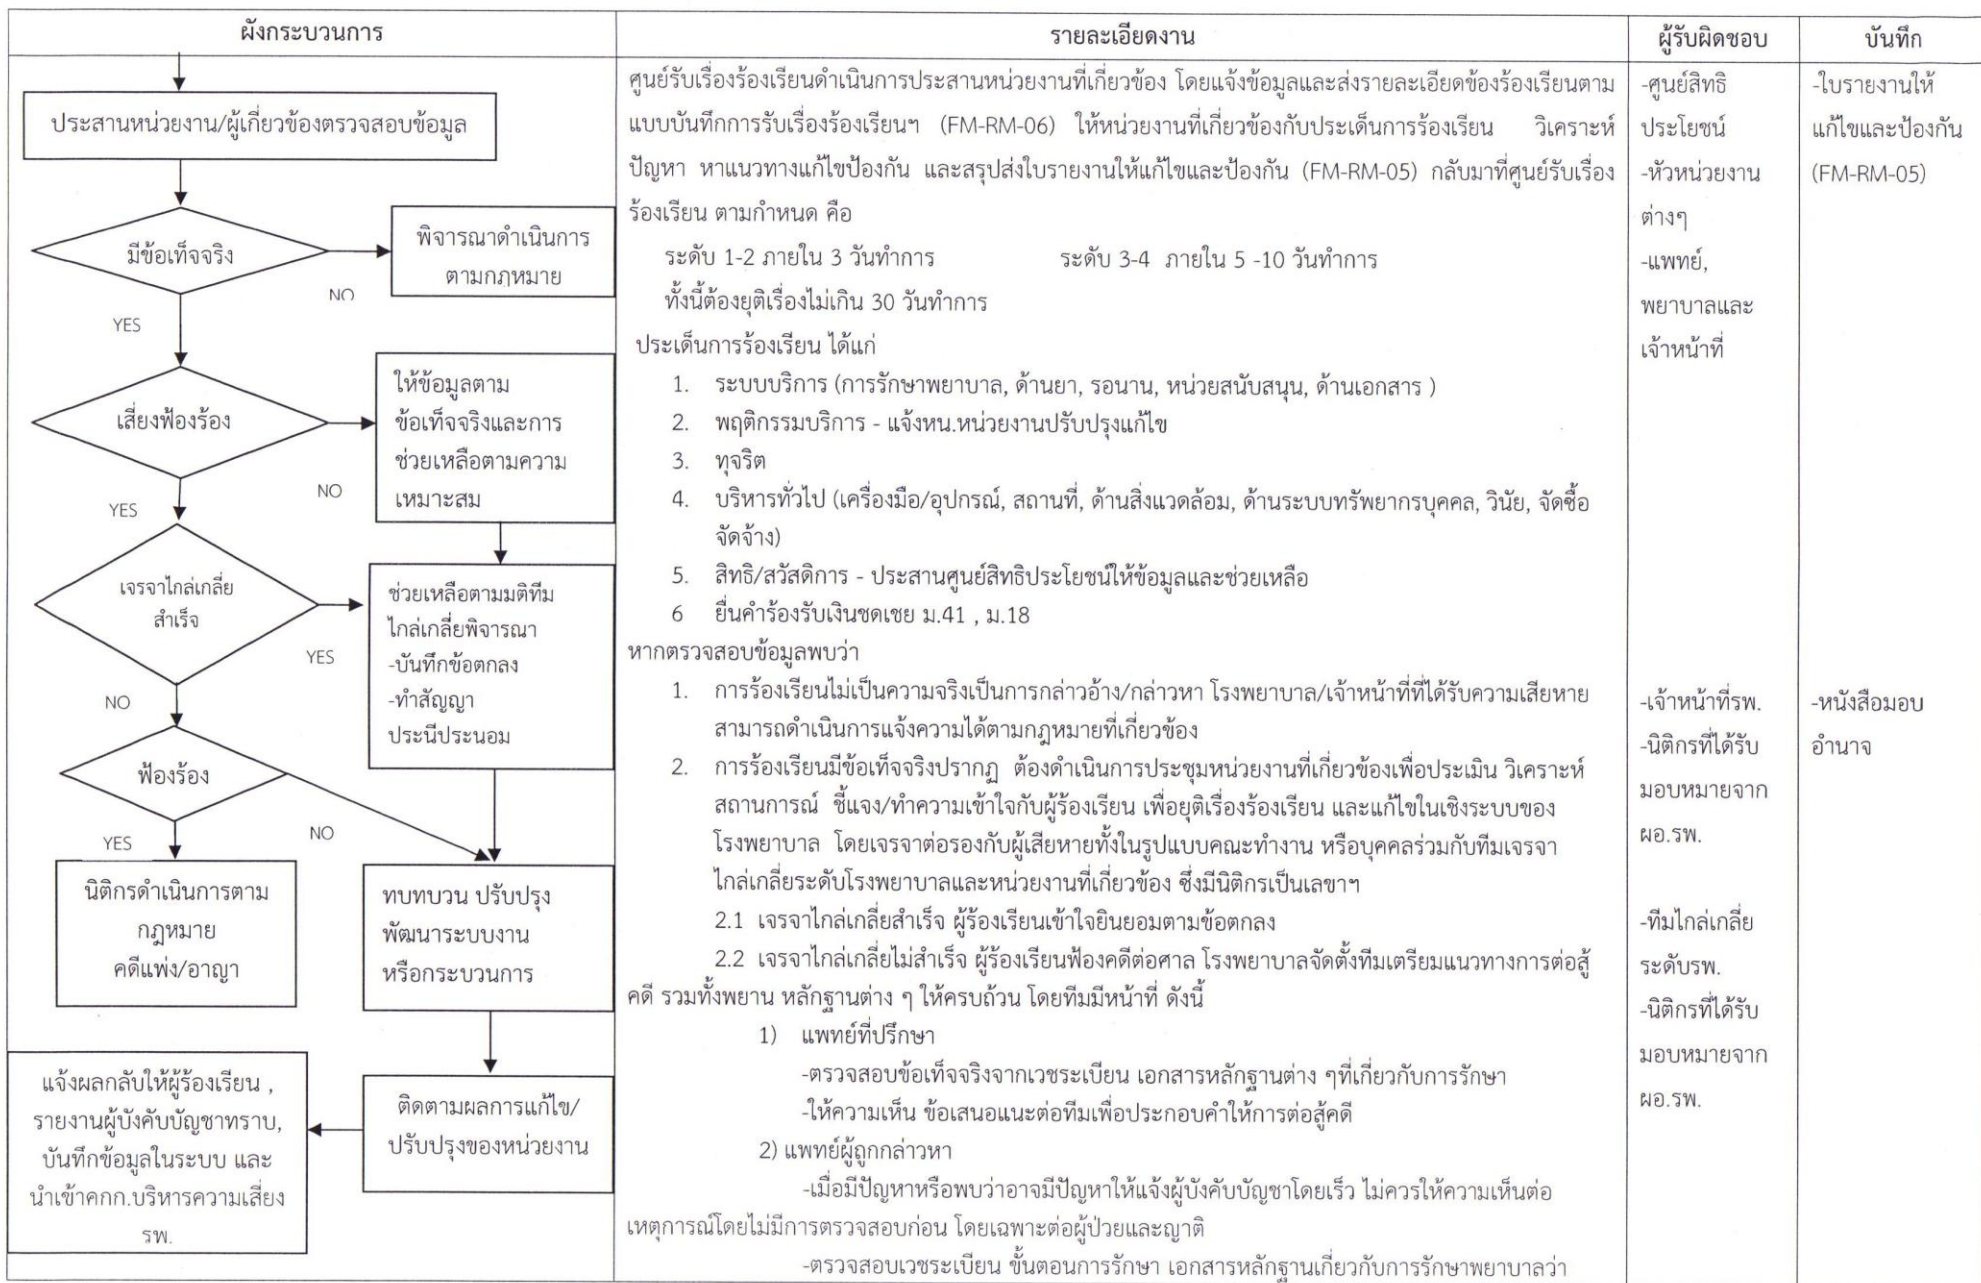 ผังกระบวนการ
รายละเอียดงาน
ผู้รับผิดชอบ
บันทึก
ประสานหน่วยงาน/ผู้เกี่ยวข้องตรวจสอบข้อมูล
มีข้อเท็จจริง
NO
พิจารณาดำเนินการ
ตามกฎหมาย
YES
เสี่ยงฟ้องร้อง
NO
ให้ข้อมูลตาม
ข้อเท็จจริงและการ
ช่วยเหลือตามความ
เหมาะสม
YES
เจรจาไกล่เกลี่ย
สำเร็จ
YES
ช่วยเหลือตามมติทีม
ไกล่เกลี่ยพิจารณา
-บันทึกข้อตกลง
-ทำสัญญา
ประนีประนอม
NO
ฟ้องร้อง
YES
NO
นิติกรดำเนินการตาม
กฎหมาย
คดีแพ่ง/อาญา
ทบทวน ปรับปรุง
พัฒนาระบบงาน
หรือกระบวนการ
ติดตามผลการแก้ไข/
ปรับปรุงของหน่วยงาน
แจ้งผลกลับให้ผู้ร้องเรียน ,
รายงานผู้บังคับบัญชาทราบ,
บันทึกข้อมูลในระบบ และ
นำเข้าคกก.บริหารความเสี่ยง
รพ.
ศูนย์รับเรื่องร้องเรียนดำเนินการประสานหน่วยงานที่เกี่ยวข้อง โดยแจ้งข้อมูลและส่งรายละเอียดข้องร้องเรียนตาม
แบบบันทึกการรับเรื่องร้องเรียนฯ (FM-RM-06) ให้หน่วยงานที่เกี่ยวข้องกับประเด็นการร้องเรียน วิเคราะห์
ปัญหา หาแนวทางแก้ไขป้องกัน และสรุปส่งใบรายงานให้แก้ไขและป้องกัน (FM-RM-05) กลับมาที่ศูนย์รับเรื่อง
ร้องเรียน ตามกำหนด คือ
ระดับ 1-2 ภายใน 3 วันทำการ ระดับ 3-4 ภายใน 5 -10 วันทำการ
ทั้งนี้ต้องยุติเรื่องไม่เกิน 30 วันทำการ
ประเด็นการร้องเรียน ได้แก่
1. ระบบบริการ (การรักษาพยาบาล, ด้านยา, รอนาน, หน่วยสนับสนุน, ด้านเอกสาร )
2. พฤติกรรมบริการ - แจ้งหน.หน่วยงานปรับปรุงแก้ไข
3. ทุจริต
4. บริหารทั่วไป (เครื่องมือ/อุปกรณ์, สถานที่, ด้านสิ่งแวดล้อม, ด้านระบบทรัพยากรบุคคล, วินัย, จัดซื้อ
จัดจ้าง)
5. สิทธิ/สวัสดิการ - ประสานศูนย์สิทธิประโยชน์ให้ข้อมูลและช่วยเหลือ
6 ยื่นคำร้องรับเงินชดเชย ม.41 , ม.18
หากตรวจสอบข้อมูลพบว่า
1. การร้องเรียนไม่เป็นความจริงเป็นการกล่าวอ้าง/กล่าวหา โรงพยาบาล/เจ้าหน้าที่ที่ได้รับความเสียหาย
สามารถดำเนินการแจ้งความได้ตามกฎหมายที่เกี่ยวข้อง
2. การร้องเรียนมีข้อเท็จจริงปรากฏ ต้องดำเนินการประชุมหน่วยงานที่เกี่ยวข้องเพื่อประเมิน วิเคราะห์
สถานการณ์ ชี้แจง/ทำความเข้าใจกับผู้ร้องเรียน เพื่อยุติเรื่องร้องเรียน และแก้ไขในเชิงระบบของ
โรงพยาบาล โดยเจรจาต่อรองกับผู้เสียหายทั้งในรูปแบบคณะทำงาน หรือบุคคลร่วมกับทีมเจรจา
ไกล่เกลี่ยระดับโรงพยาบาลและหน่วยงานที่เกี่ยวข้อง ซึ่งมีนิติกรเป็นเลขาฯ
2.1 เจรจาไกล่เกลี่ยสำเร็จ ผู้ร้องเรียนเข้าใจยินยอมตามข้อตกลง
2.2 เจรจาไกล่เกลี่ยไม่สำเร็จ ผู้ร้องเรียนฟ้องคดีต่อศาล โรงพยาบาลจัดตั้งทีมเตรียมแนวทางการต่อสู้
คดี รวมทั้งพยาน หลักฐานต่าง ๆ ให้ครบถ้วน โดยทีมมีหน้าที่ ดังนี้
1) แพทย์ที่ปรึกษา
-ตรวจสอบข้อเท็จจริงจากเวชระเบียน เอกสารหลักฐานต่าง ๆที่เกี่ยวกับการรักษา
-ให้ความเห็น ข้อเสนอแนะต่อทีมเพื่อประกอบคำให้การต่อสู้คดี
2) แพทย์ผู้ถูกกล่าวหา
-เมื่อมีปัญหาหรือพบว่าอาจมีปัญหาให้แจ้งผู้บังคับบัญชาโดยเร็ว ไม่ควรให้ความเห็นต่อ
เหตุการณ์โดยไม่มีการตรวจสอบก่อน โดยเฉพาะต่อผู้ป่วยและญาติ
-ตรวจสอบเวชระเบียน ขั้นตอนการรักษา เอกสารหลักฐานเกี่ยวกับการรักษาพยาบาลว่า
-ศูนย์สิทธิ
ประโยชน์
-หัวหน่วยงาน
ต่างๆ
-แพทย์,
พยาบาลและ
เจ้าหน้าที่
-เจ้าหน้าที่รพ.
-นิติกรที่ได้รับ
มอบหมายจาก
ผอ.รพ.
-ทีมไกล่เกลี่ย
ระดับรพ.
-นิติกรที่ได้รับ
มอบหมายจาก
ผอ.รพ.
-ใบรายงานให้
แก้ไขและป้องกัน
(FM-RM-05)
-หนังสือมอบ
อำนาจ